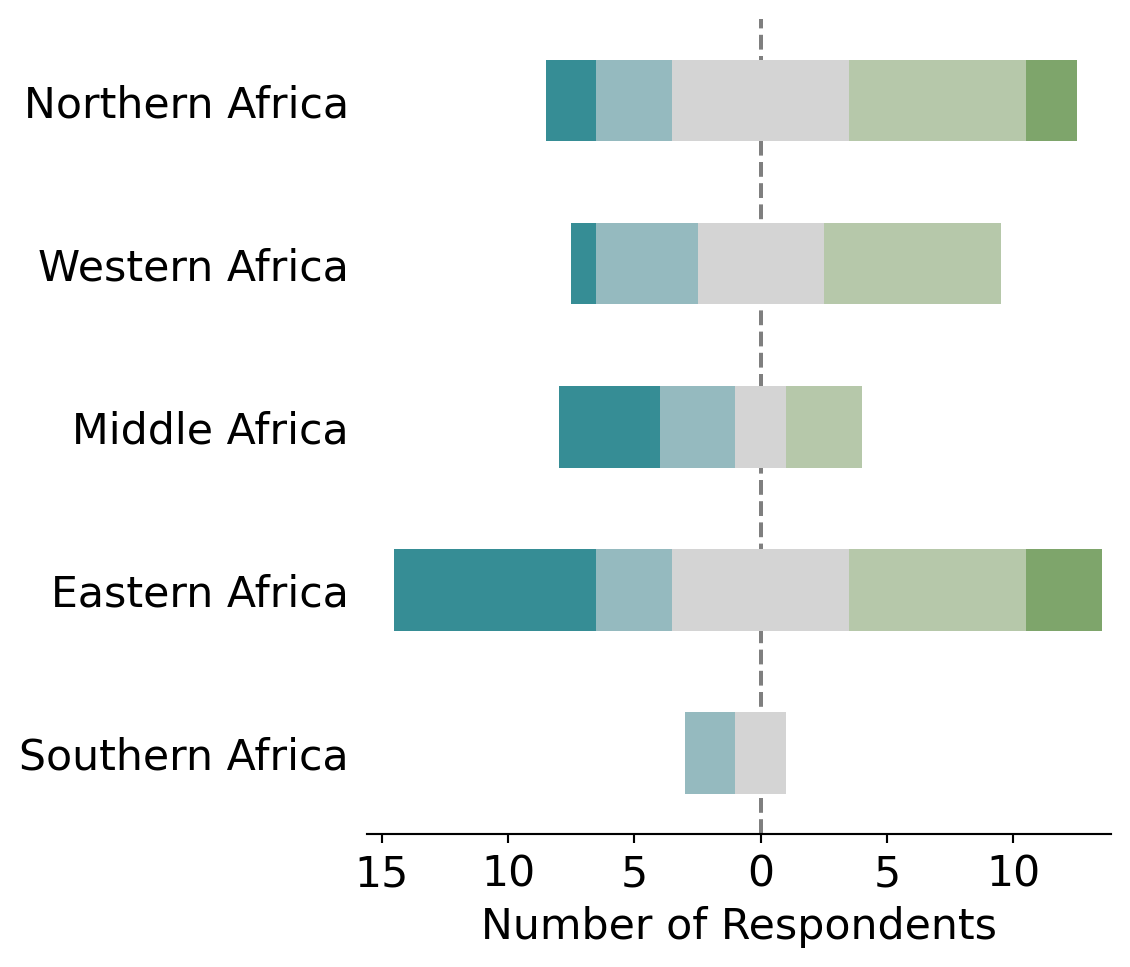 Northern Africa
Western Africa
Middle Africa
Eastern Africa
Southern Africa
15 10 5 0 5 10
Number of Respondents